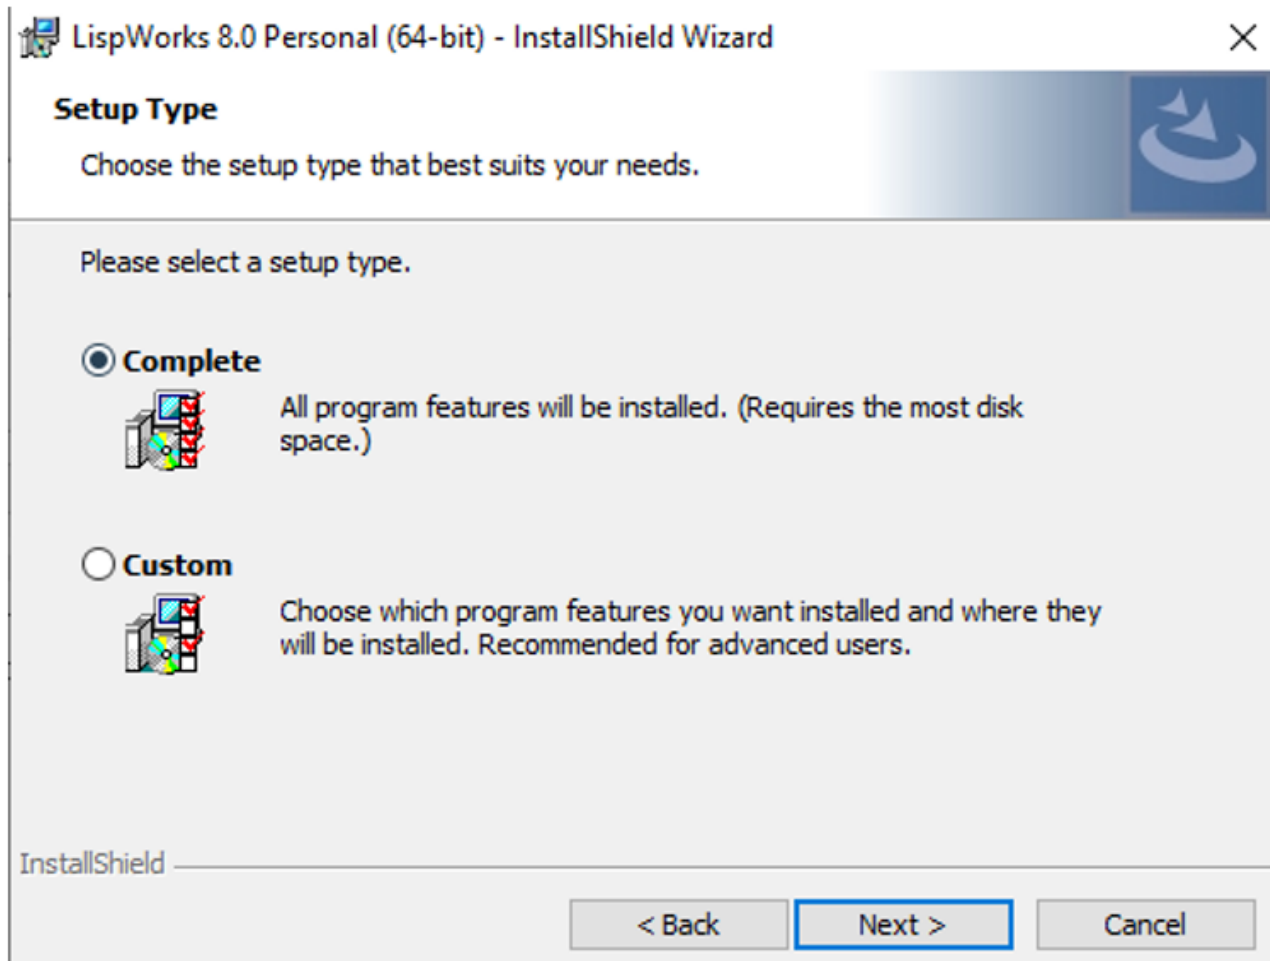 LispWorks 8.0 Personal (64-bit) - InstallShield Wizard
Setup Type
Choose the setup type that best suits your needs.
Please select a setup type.
Complete
All program features will be installed. (Requires the most disk
space.)
Custom
Choose which program features you want installed and where they
will be installed. Recommended for advanced users.
InstallShield
< Back
Next >
Cancel